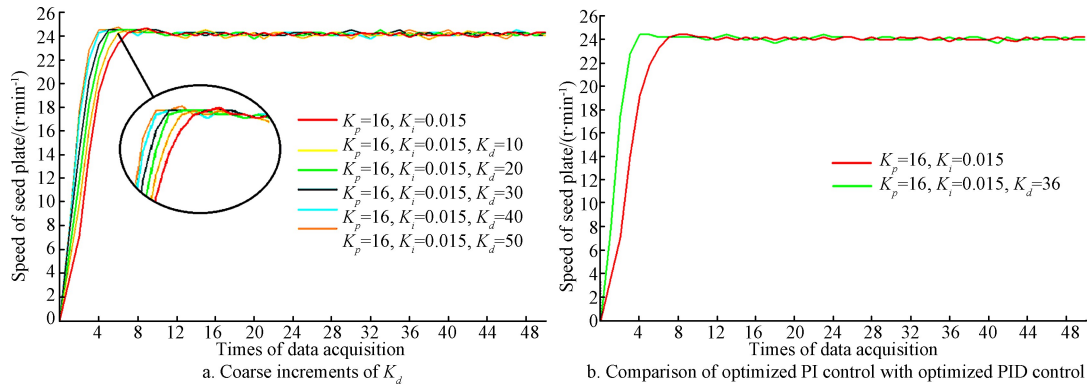 Speed of seed plate/(r·min⁻¹)
26
24
22
20
18
16
14
12
10
8
6
4
2
0
4 8 12 16 20 24 28 32 36 40 44 48
Times of data acquisition
Kp=16, Ki=0.015
Kp=16, Ki=0.015, Kd=10
Kp=16, Ki=0.015, Kd=20
Kp=16, Ki=0.015, Kd=30
Kp=16, Ki=0.015, Kd=40
Kp=16, Ki=0.015, Kd=50
a. Coarse increments of Kd
Speed of seed plate/(r·min⁻¹)
26
24
22
20
18
16
14
12
10
8
6
4
2
0
4 8 12 16 20 24 28 32 36 40 44 48
Times of data acquisition
Kp=16, Ki=0.015
Kp=16, Ki=0.015, Kd=36
b. Comparison of optimized PI control with optimized PID control